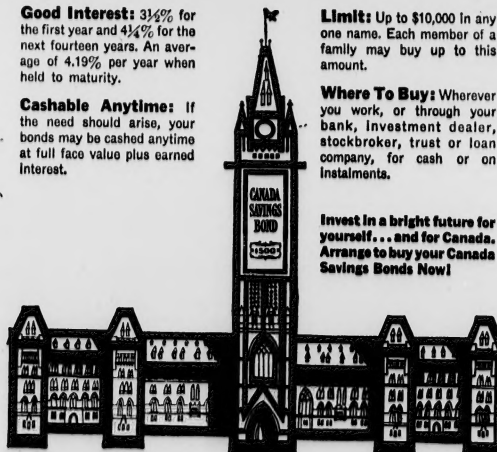 Good Interest: 3½% for
the first year and 4¼% for the
next fourteen years. An aver-
age of 4.19% per year when
held to maturity.
Cashable Anytime: If
the need should arise, your
bonds may be cashed anytime
at full face value plus earned
interest.
CANADA
SAVINGS
BOND
$500
Limit: Up to $10,000 in any
one name. Each member of a
family may buy up to this
amount.
Where To Buy: Wherever
you work, or through your
bank, investment dealer,
stockbroker, trust or loan
company, for cash or on
instalments.
Invest in a bright future for
yourself...and for Canada.
Arrange to buy your Canada
Savings Bonds Now!